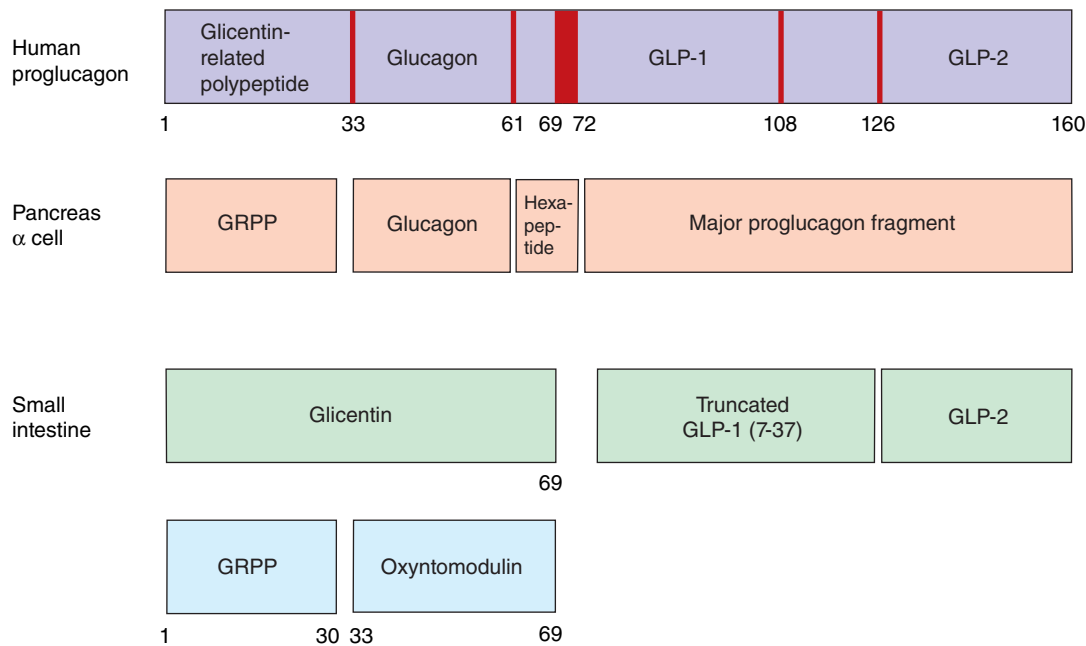 Human
proglucagon
Glicentin-
related
polypeptide
Glucagon
GLP-1
GLP-2
1
33
61
69
72
108
126
160
Pancreas
α cell
GRPP
Glucagon
Hexa-
pep-
tide
Major proglucagon fragment
Small
intestine
Glicentin
Truncated
GLP-1 (7-37)
GLP-2
69
GRPP
Oxyntomodulin
1
30
33
69